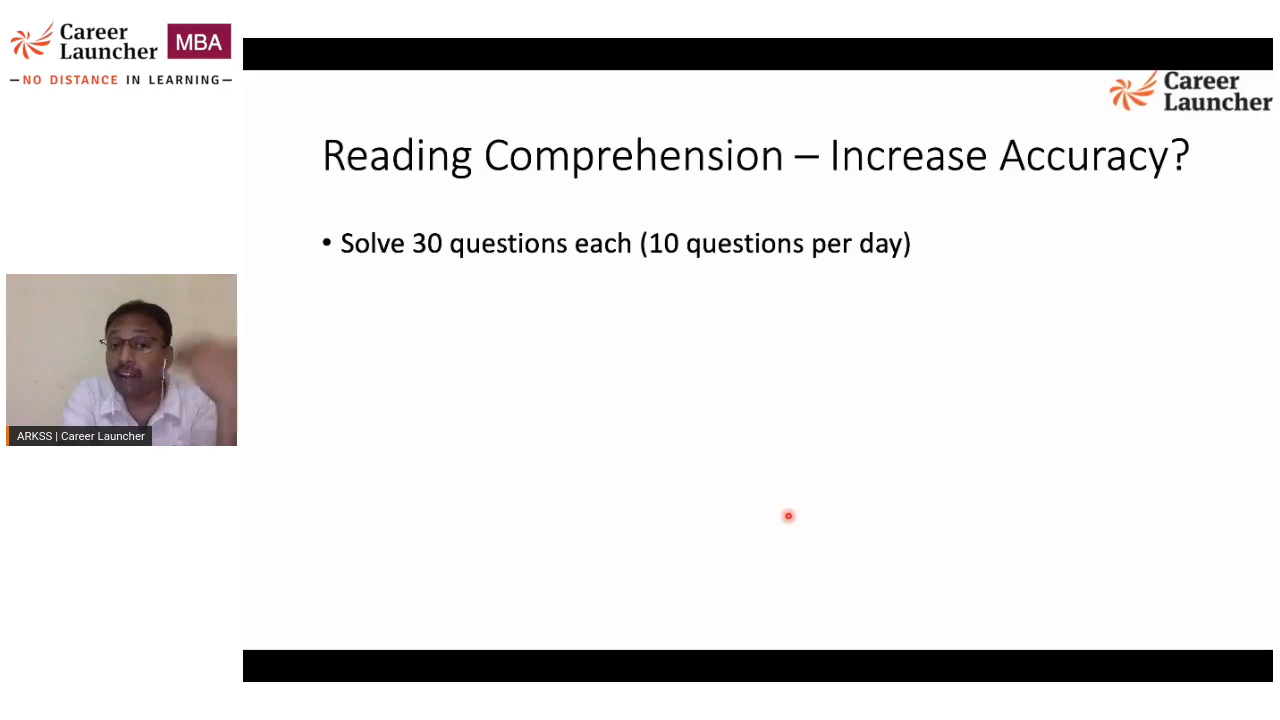 Career
Launcher
MBA
—NO DISTANCE IN LEARNING—
Career
Launcher
Reading Comprehension – Increase Accuracy?
• Solve 30 questions each (10 questions per day)
ARKSS | Career Launcher